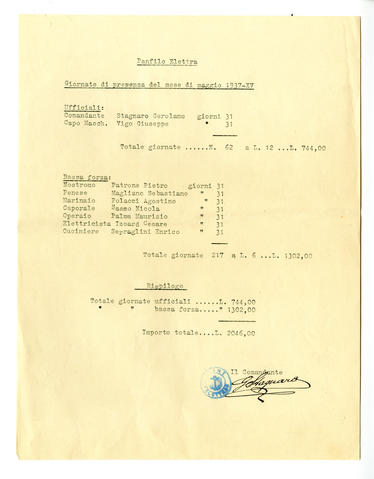 Panfilo Elettra
Giornate di presenza del mese di maggio 1937-XV
Ufficiali:
Comandante Stagnaro Gerolamo giorni 31
Capo Macch. Vigo Giuseppe " 31
Totale giornate ...N. 62 a L. 12 ...L. 744,00
Bassa forza:
Nostromo Patrone Pietro giorni 31
Penese Magliano Sebastiano " 31
Marinaio Polacci Agostino " 31
Caporale Sasso Nicola " 31
Operaio Palma Maurizio " 31
Elettricista Isoard Cesare " 31
Cuciniere Serraglini Enrico " 31
Totale giornate 217 a L. 6 ...L. 1302,00
Riepilogo
Totale giornate ufficiali ......L. 744,00
" " bassa forza....." 1302,00
Importo totale....L. 2046,00
Il Comandante
GStagnaro